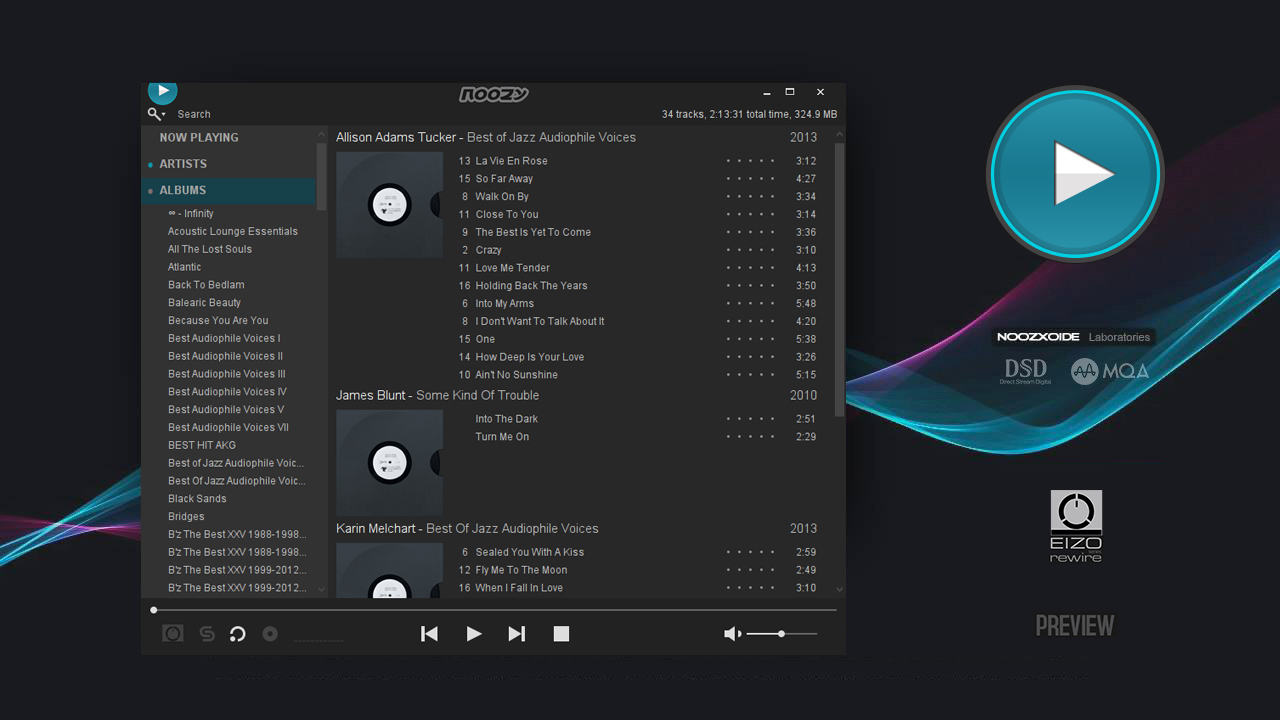 noozy
Search
34 tracks, 2:13:31 total time, 324.9 MB
NOW PLAYING
ARTISTS
ALBUMS
∞ - Infinity
Acoustic Lounge Essentials
All The Lost Souls
Atlantic
Back To Bedlam
Balearic Beauty
Because You Are You
Best Audiophile Voices I
Best Audiophile Voices II
Best Audiophile Voices III
Best Audiophile Voices IV
Best Audiophile Voices V
Best Audiophile Voices VII
BEST HIT AKG
Best of Jazz Audiophile Voic...
Best Of Jazz Audiophile Voic...
Black Sands
Bridges
B'z The Best XXV 1988-1998...
B'z The Best XXV 1988-1998...
B'z The Best XXV 1999-2012...
B'z The Best XXV 1999-2012...
Allison Adams Tucker - Best of Jazz Audiophile Voices 2013
13 La Vie En Rose 3:12
15 So Far Away 4:27
8 Walk On By 3:34
11 Close To You 3:14
9 The Best Is Yet To Come 3:36
2 Crazy 3:10
11 Love Me Tender 4:13
16 Holding Back The Years 3:50
6 Into My Arms 5:48
8 I Don't Want To Talk About It 4:20
15 One 5:38
14 How Deep Is Your Love 3:26
10 Ain't No Sunshine 5:15
James Blunt - Some Kind Of Trouble 2010
Into The Dark 2:51
Turn Me On 2:29
Karin Melchart - Best Of Jazz Audiophile Voices 2013
6 Sealed You With A Kiss 2:59
12 Fly Me To The Moon 2:49
16 When I Fall In Love 3:10
NOOZXOIDE Laboratories
DSD
Direct Stream Digital
MQA
EIZO
series
rewire
PREVIEW